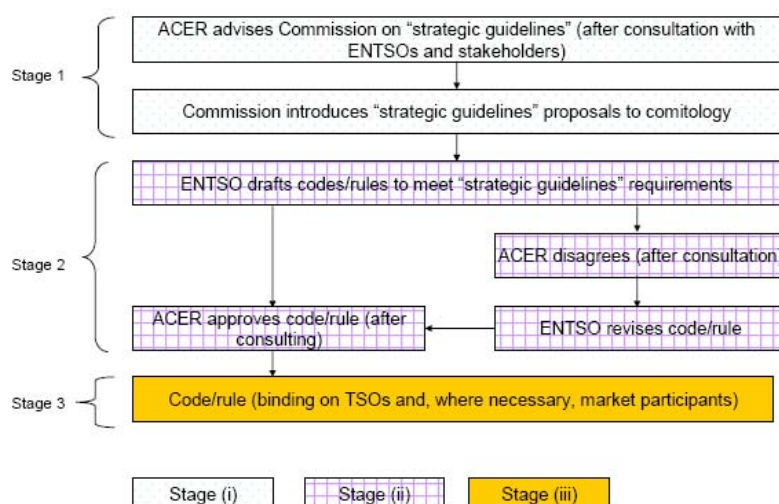 ACER advises Commission on “strategic guidelines” (after consultation with
ENTSOs and stakeholders)
Stage 1
Commission introduces “strategic guidelines” proposals to comitology
ENTSO drafts codes/rules to meet “strategic guidelines” requirements
Stage 2
ACER disagrees (after consultation
ACER approves code/rule (after
consulting)
ENTSO revises code/rule
Stage 3
Code/rule (binding on TSOs and, where necessary, market participants)
Stage (i)
Stage (ii)
Stage (iii)